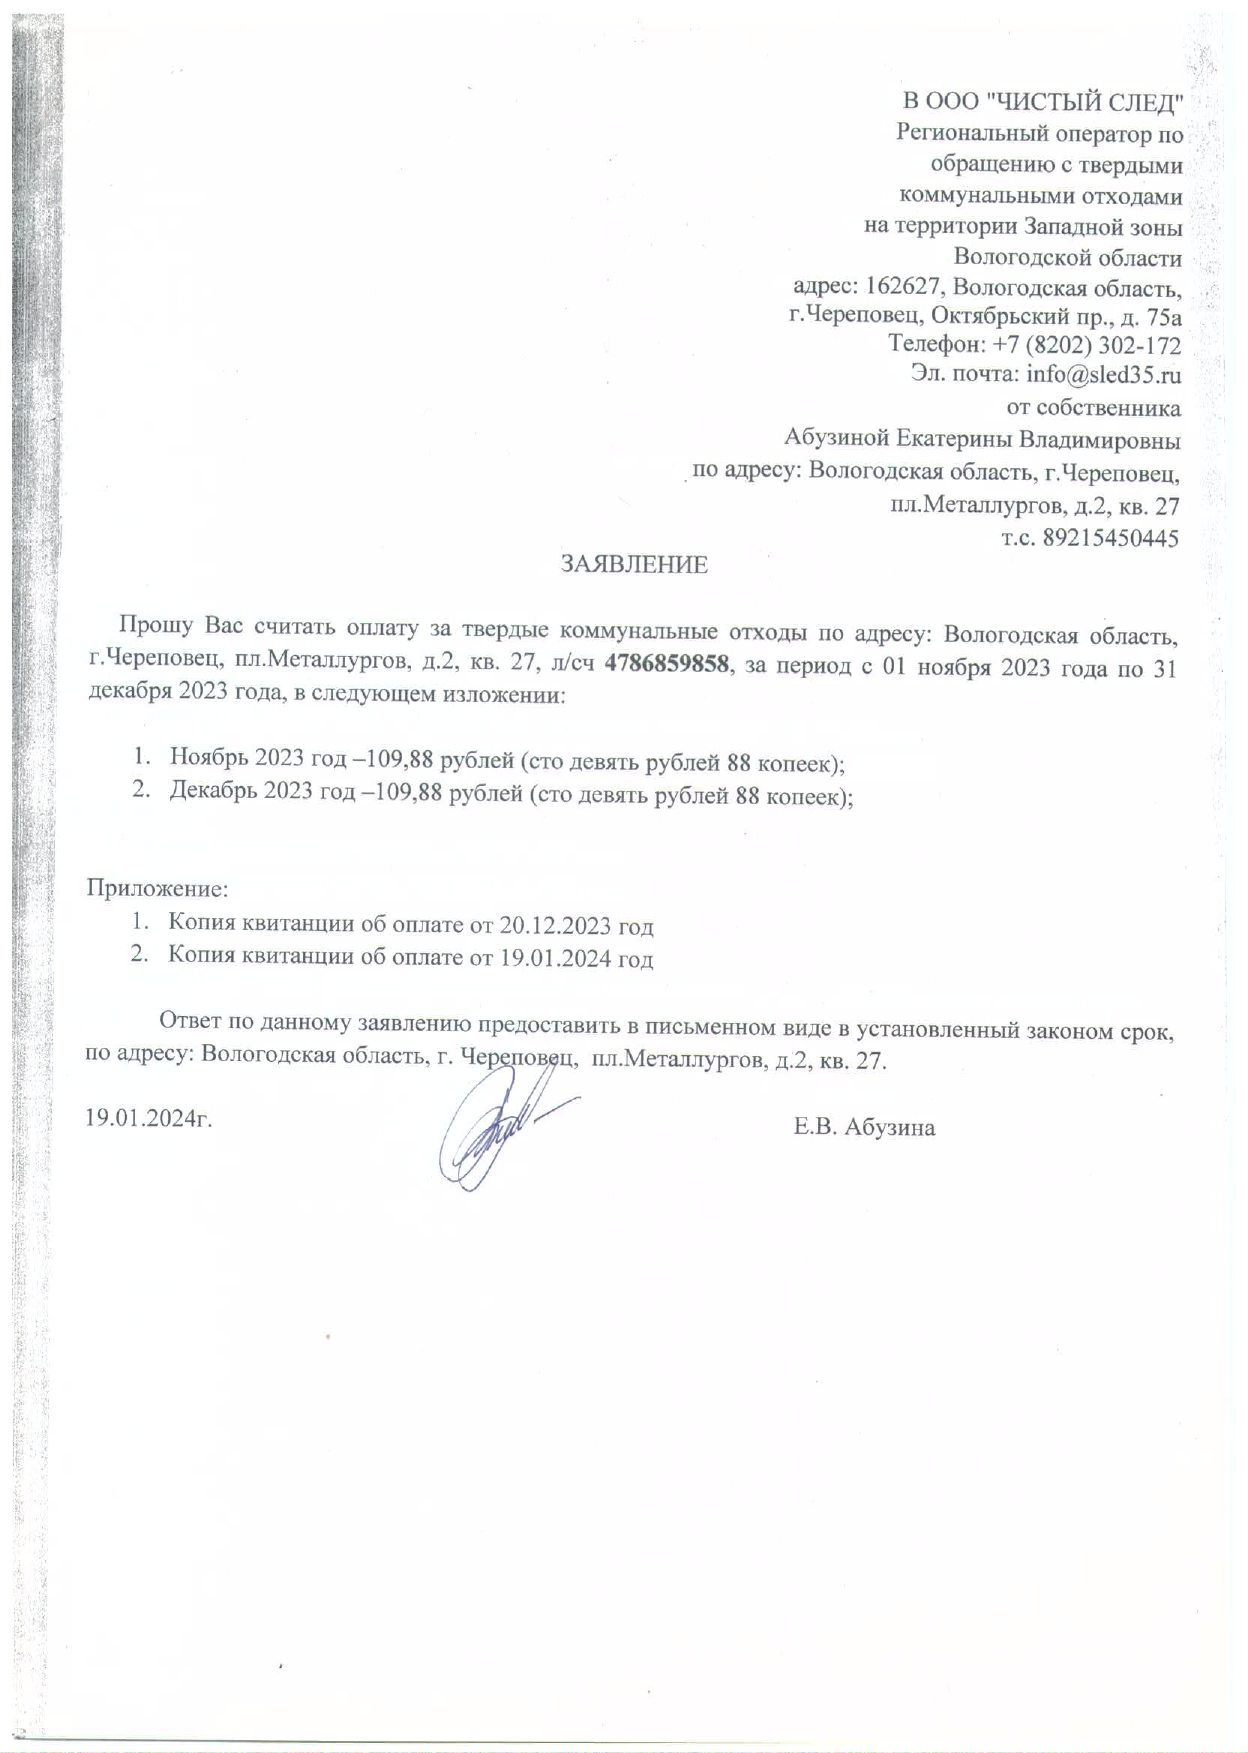 В ООО "ЧИСТЫЙ СЛЕД"
Региональный оператор по
обращению с твердыми
коммунальными отходами
на территории Западной зоны
Вологодской области
адрес: 162627, Вологодская область,
г.Череповец, Октябрьский пр., д. 75а
Телефон: +7 (8202) 302-172
Эл. почта: info@sled35.ru
от собственника
Абузиной Екатерины Владимировны
по адресу: Вологодская область, г.Череповец,
пл.Металлургов, д.2, кв. 27
т.с. 89215450445
ЗАЯВЛЕНИЕ
Прошу Вас считать оплату за твердые коммунальные отходы по адресу: Вологодская область,
г.Череповец, пл.Металлургов, д.2, кв. 27, л/сч 4786859858, за период с 01 ноября 2023 года по 31
декабря 2023 года, в следующем изложении:
1. Ноябрь 2023 год –109,88 рублей (сто девять рублей 88 копеек);
2. Декабрь 2023 год –109,88 рублей (сто девять рублей 88 копеек);
Приложение:
1. Копия квитанции об оплате от 20.12.2023 год
2. Копия квитанции об оплате от 19.01.2024 год
Ответ по данному заявлению предоставить в письменном виде в установленный законом срок,
по адресу: Вологодская область, г. Череповец, пл.Металлургов, д.2, кв. 27.
19.01.2024г. Е.В. Абузина